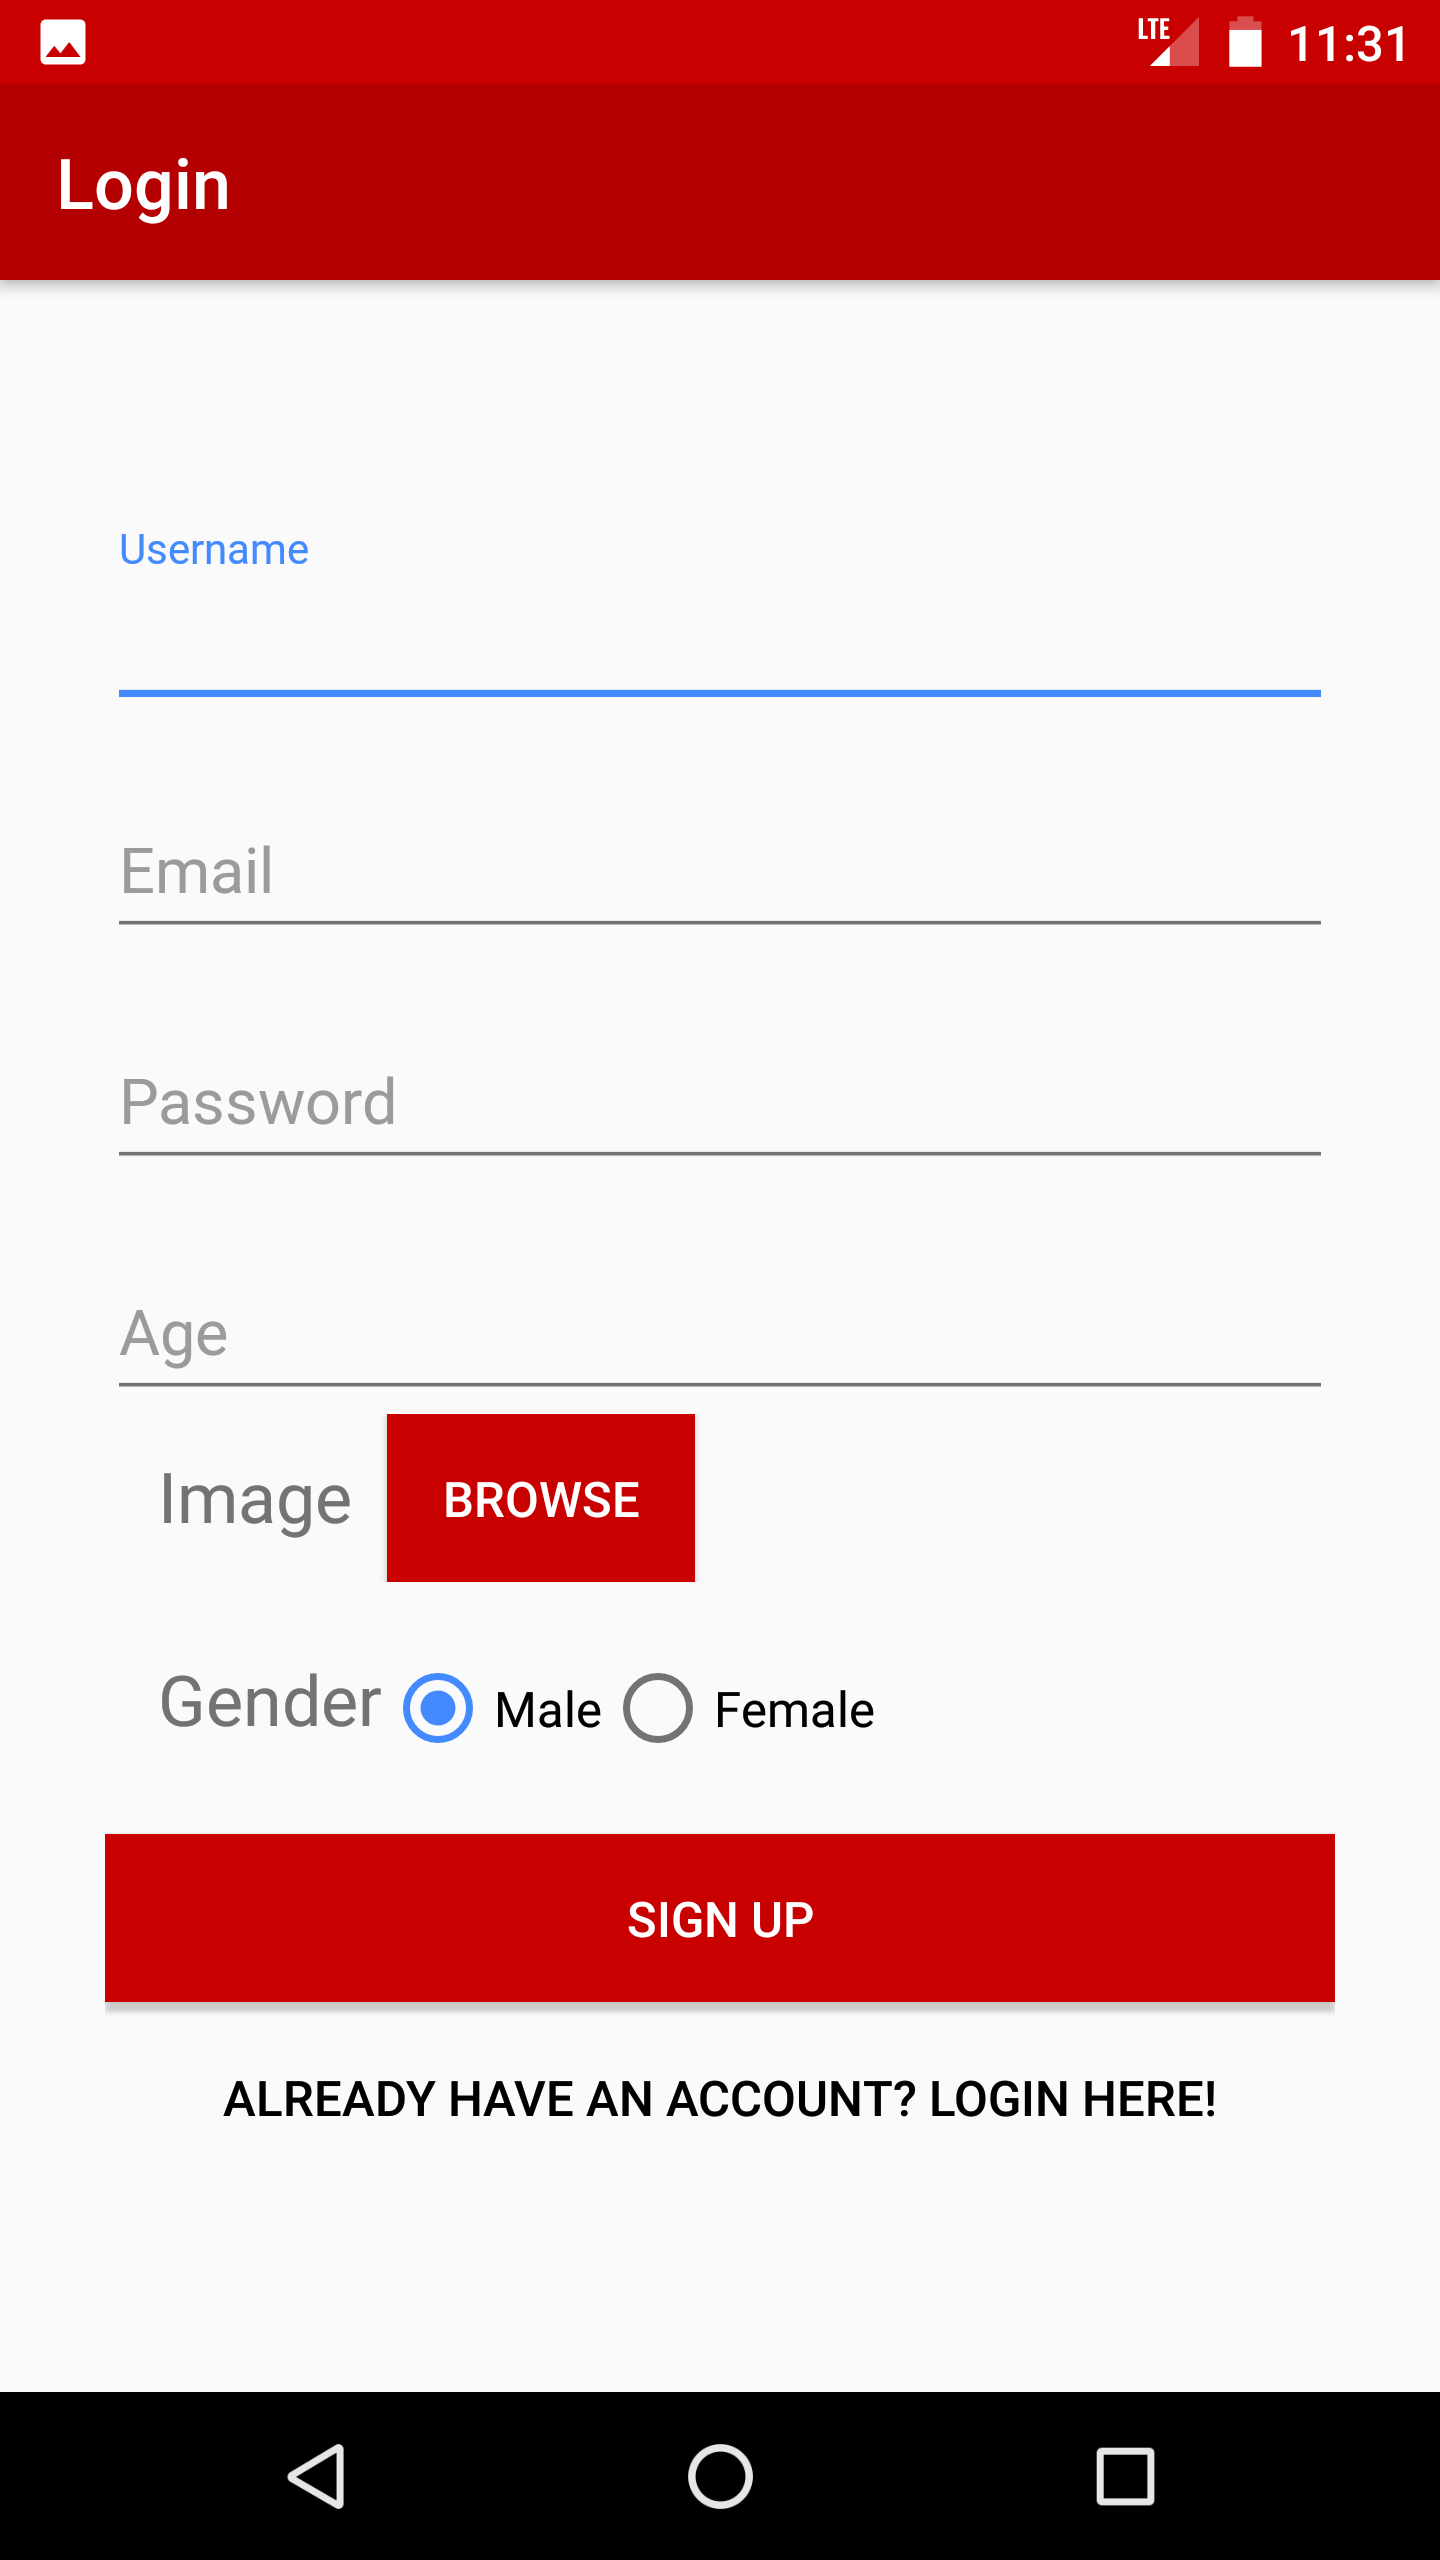 LTE 11:31
Login
Username
Email
Password
Age
Image BROWSE
Gender Male Female
SIGN UP
ALREADY HAVE AN ACCOUNT? LOGIN HERE!